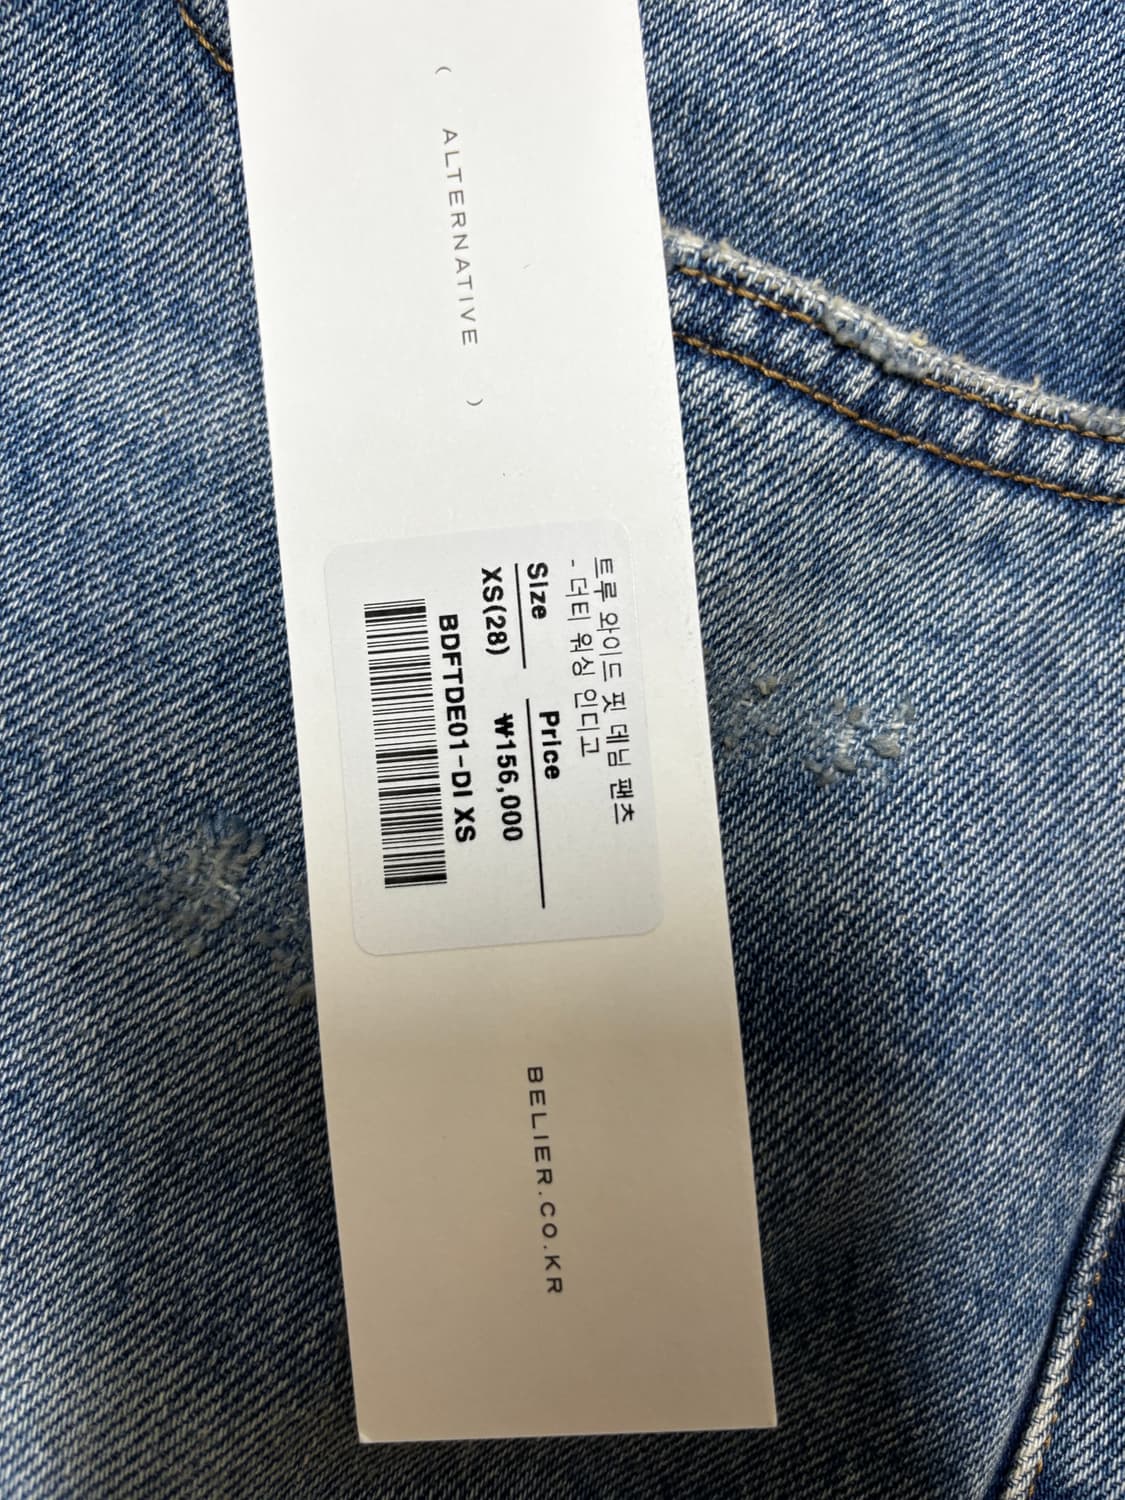 ( ALTERNATIVE )
트루 와이드 핏 데님 팬츠
- 더티 워싱 인디고
Size Price
XS(28) ₩156,000
BDFTDE01-DI XS
BELIER.CO.KR